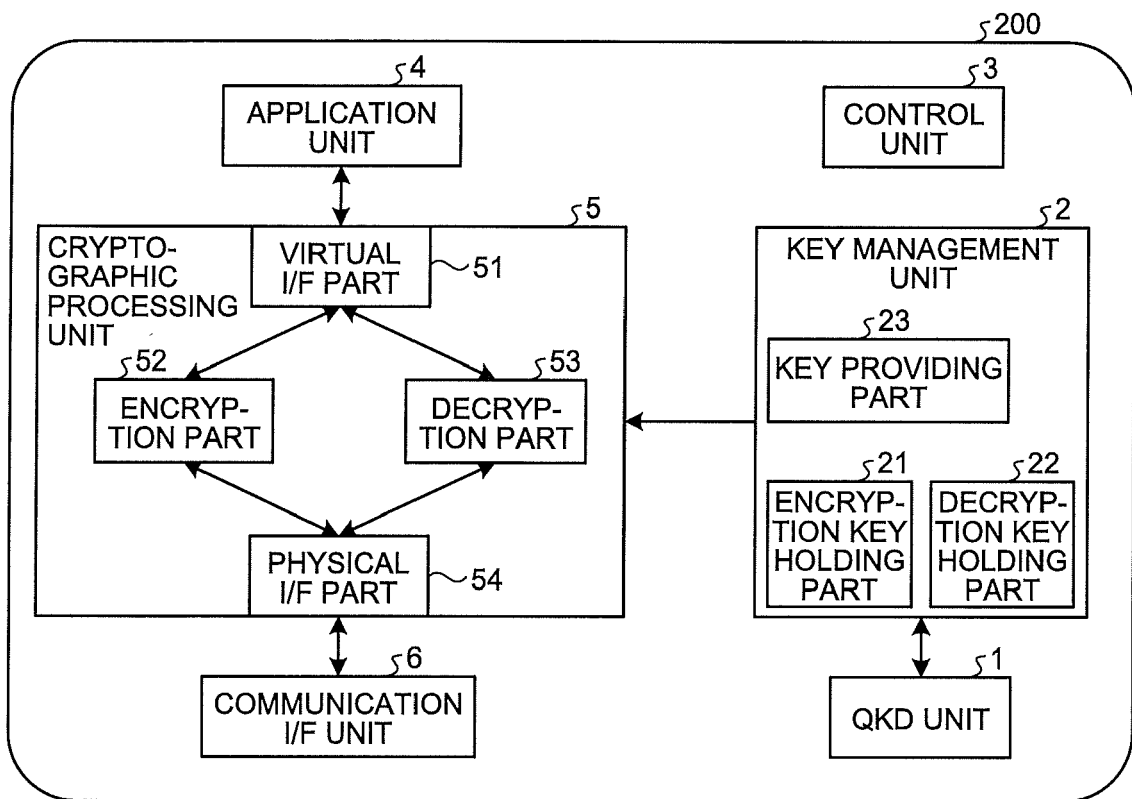 200
4
APPLICATION
UNIT
3
CONTROL
UNIT
5
CRYPTO-
GRAPHIC
PROCESSING
UNIT
VIRTUAL
I/F PART
51
52
ENCRYP-
TION PART
53
DECRYP-
TION PART
PHYSICAL
I/F PART
54
6
COMMUNICATION
I/F UNIT
2
KEY MANAGEMENT
UNIT
23
KEY PROVIDING
PART
21
ENCRYP-
TION KEY
HOLDING
PART
22
DECRYP-
TION KEY
HOLDING
PART
1
QKD UNIT